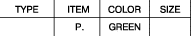 TYPE ITEM COLOR SIZE
P. GREEN